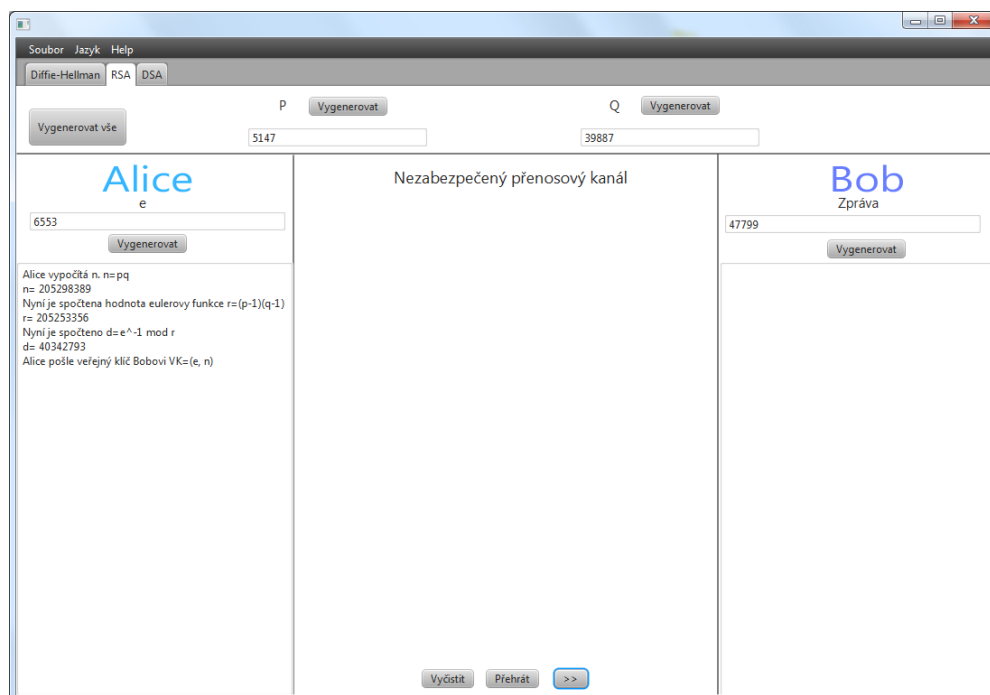 Soubor Jazyk Help
Diffie-Hellman RSA DSA
Vygenerovat vše
P Vygenerovat
5147
Q Vygenerovat
39887
Alice
e
6553
Vygenerovat
Alice vypočítá n. n=pq
n= 205298389
Nyní je spočtena hodnota eulerovy funkce r=(p-1)(q-1)
r= 205253356
Nyní je spočteno d=e^-1 mod r
d= 40342793
Alice pošle veřejný klíč Bobovi VK=(e, n)
Nezabezpečený přenosový kanál
Vyčistit Přehrát >>
Bob
Zpráva
47799
Vygenerovat